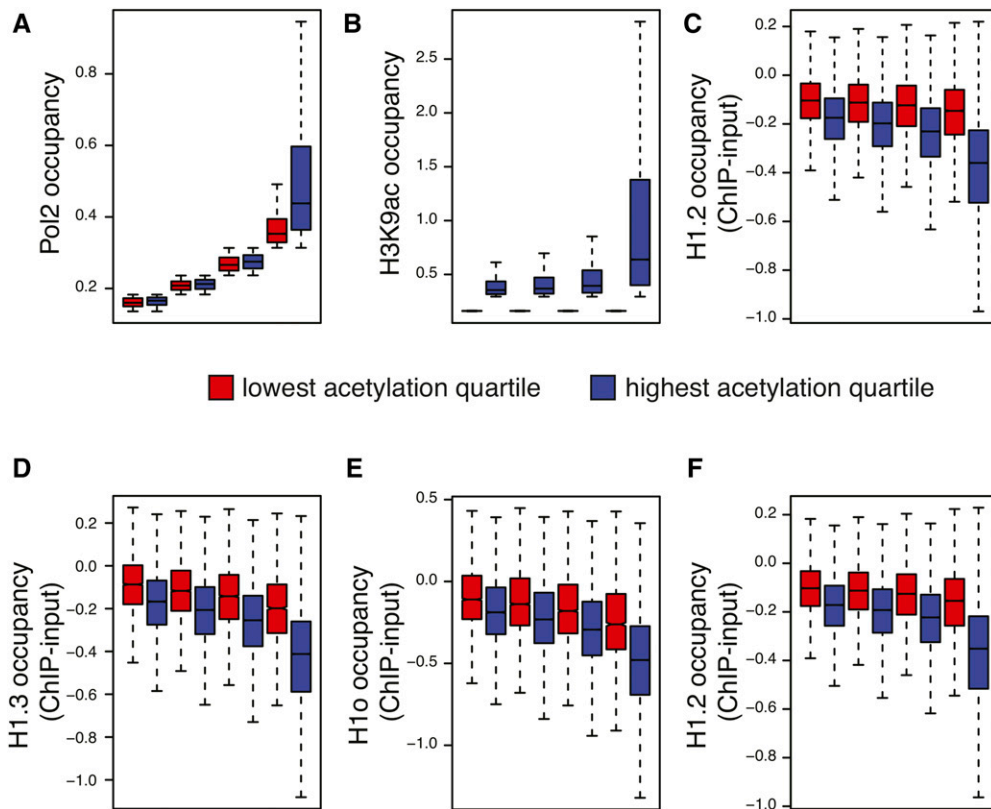 A
Pol2 occupancy
0.8
0.6
0.4
0.2
B
H3K9ac occupancy
2.5
2.0
1.5
1.0
0.5
C
H1.2 occupancy
(ChIP-input)
0.2
0.0
−0.2
−0.4
−0.6
−0.8
−1.0
lowest acetylation quartile
highest acetylation quartile
D
H1.3 occupancy
(ChIP-input)
0.2
−0.0
−0.2
−0.4
−0.6
−0.8
−1.0
E
H1o occupancy
(ChIP-input)
0.5
−0.0
−0.5
−1.0
F
H1.2 occupancy
(ChIP-input)
0.2
−0.0
−0.2
−0.4
−0.6
−0.8
−1.0